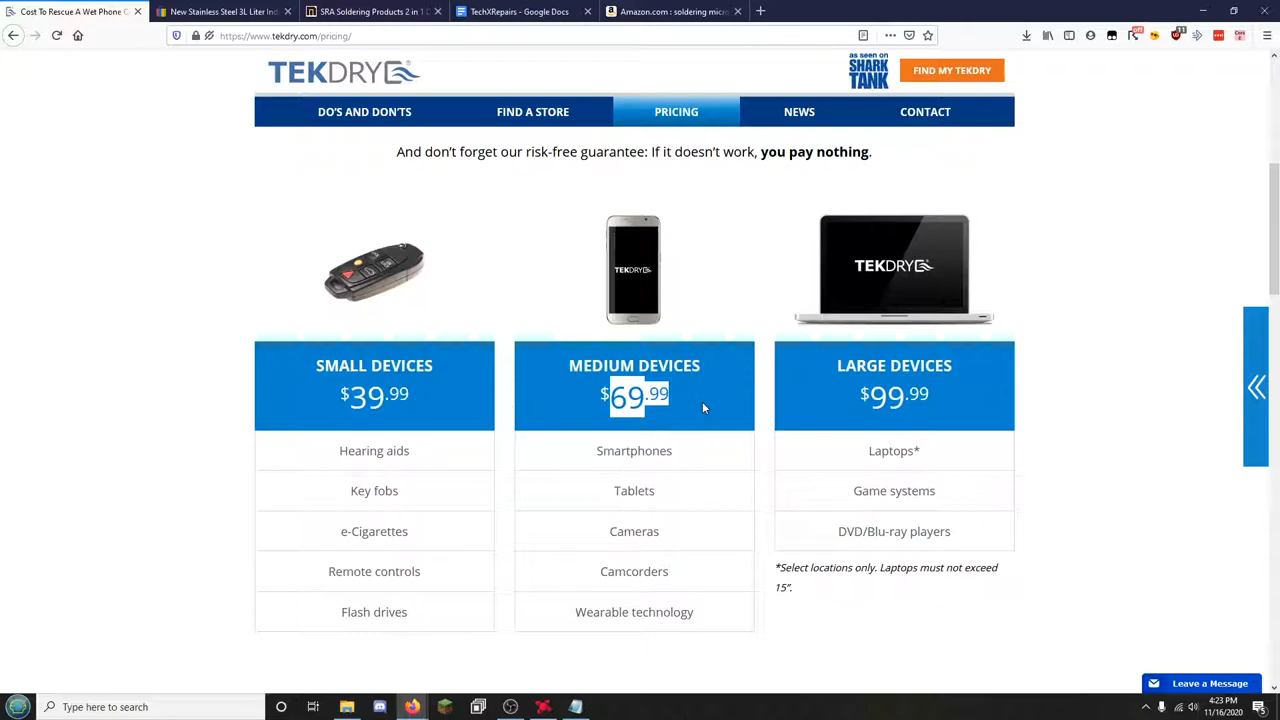 Cost To Rescue A Wet Phone
New Stainless Steel 3L Liter Ind
SRA Soldering Products 2 in 1 D
TechXRepairs - Google Docs
Amazon.com : soldering micr
https://www.tekdry.com/pricing/
TEKDRY
as seen on
SHARK
TANK
FIND MY TEKDRY
DO'S AND DON'TS
FIND A STORE
PRICING
NEWS
CONTACT
And don't forget our risk-free guarantee: If it doesn't work, you pay nothing.
TEKDRY
TEKDRY
SMALL DEVICES
$39.99
Hearing aids
Key fobs
e-Cigarettes
Remote controls
Flash drives
MEDIUM DEVICES
$69.99
Smartphones
Tablets
Cameras
Camcorders
Wearable technology
LARGE DEVICES
$99.99
Laptops*
Game systems
DVD/Blu-ray players
*Select locations only. Laptops must not exceed
15”.
Leave a Message
Type here to search
4:23 PM
11/16/2020